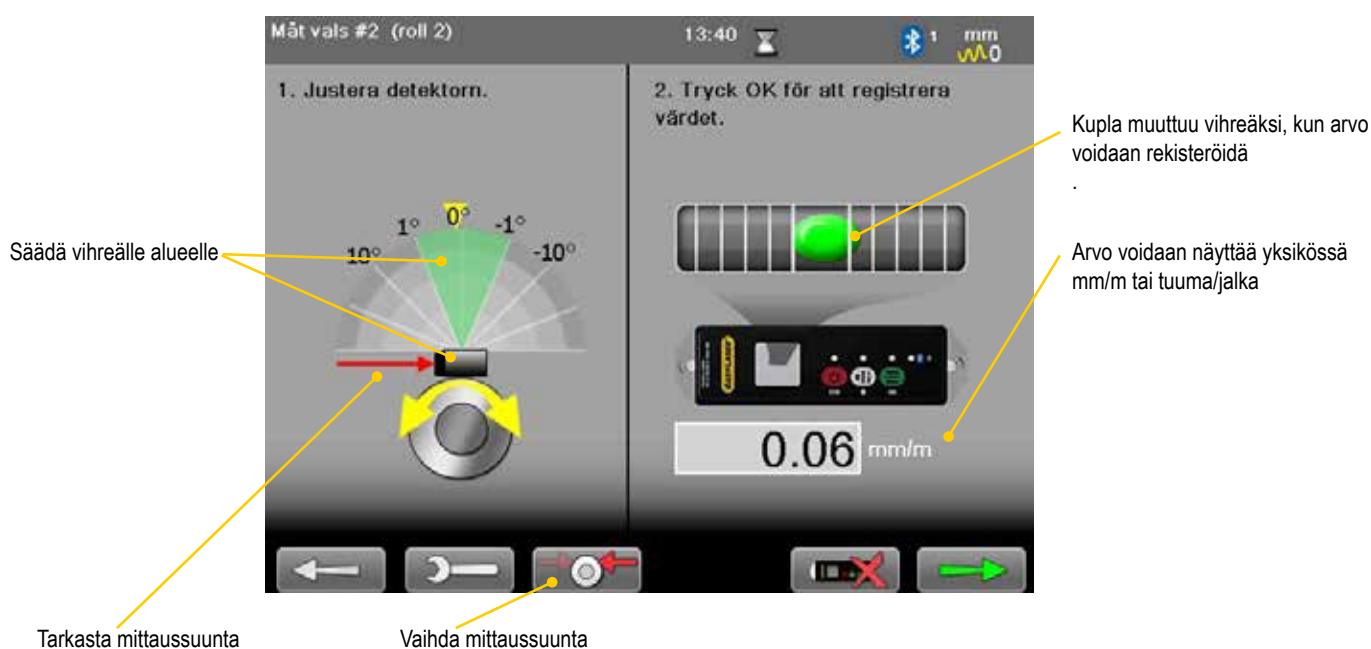 Måt vals #2 (roll 2)
13:40
1
mm
0
1. Justera detektorn.
2. Tryck OK för att registrera
värdet.
Kupla muuttuu vihreäksi, kun arvo
voidaan rekisteröidä
.
0°
1°
-1°
10°
-10°
Säädä vihreälle alueelle
Arvo voidaan näyttää yksikössä
mm/m tai tuuma/jalka
0.06 mm/m
Tarkasta mittaussuunta
Vaihda mittaussuunta